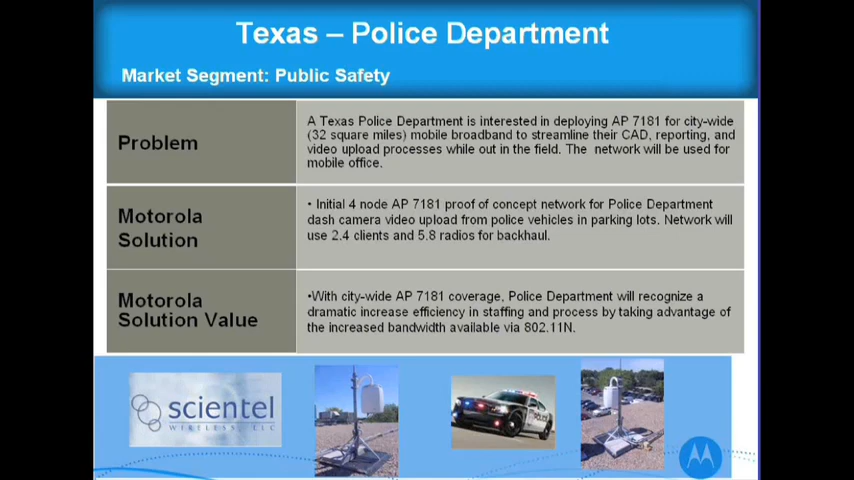 Texas – Police Department
Market Segment: Public Safety
Problem
A Texas Police Department is interested in deploying AP 7181 for city-wide
(32 square miles) mobile broadband to streamline their CAD, reporting, and
video upload processes while out in the field. The network will be used for
mobile office.
Motorola
Solution
• Initial 4 node AP 7181 proof of concept network for Police Department
dash camera video upload from police vehicles in parking lots. Network will
use 2.4 clients and 5.8 radios for backhaul.
Motorola
Solution Value
•With city-wide AP 7181 coverage, Police Department will recognize a
dramatic increase efficiency in staffing and process by taking advantage of
the increased bandwidth available via 802.11N.
scientel
WIRELESS, LLC
POLICE